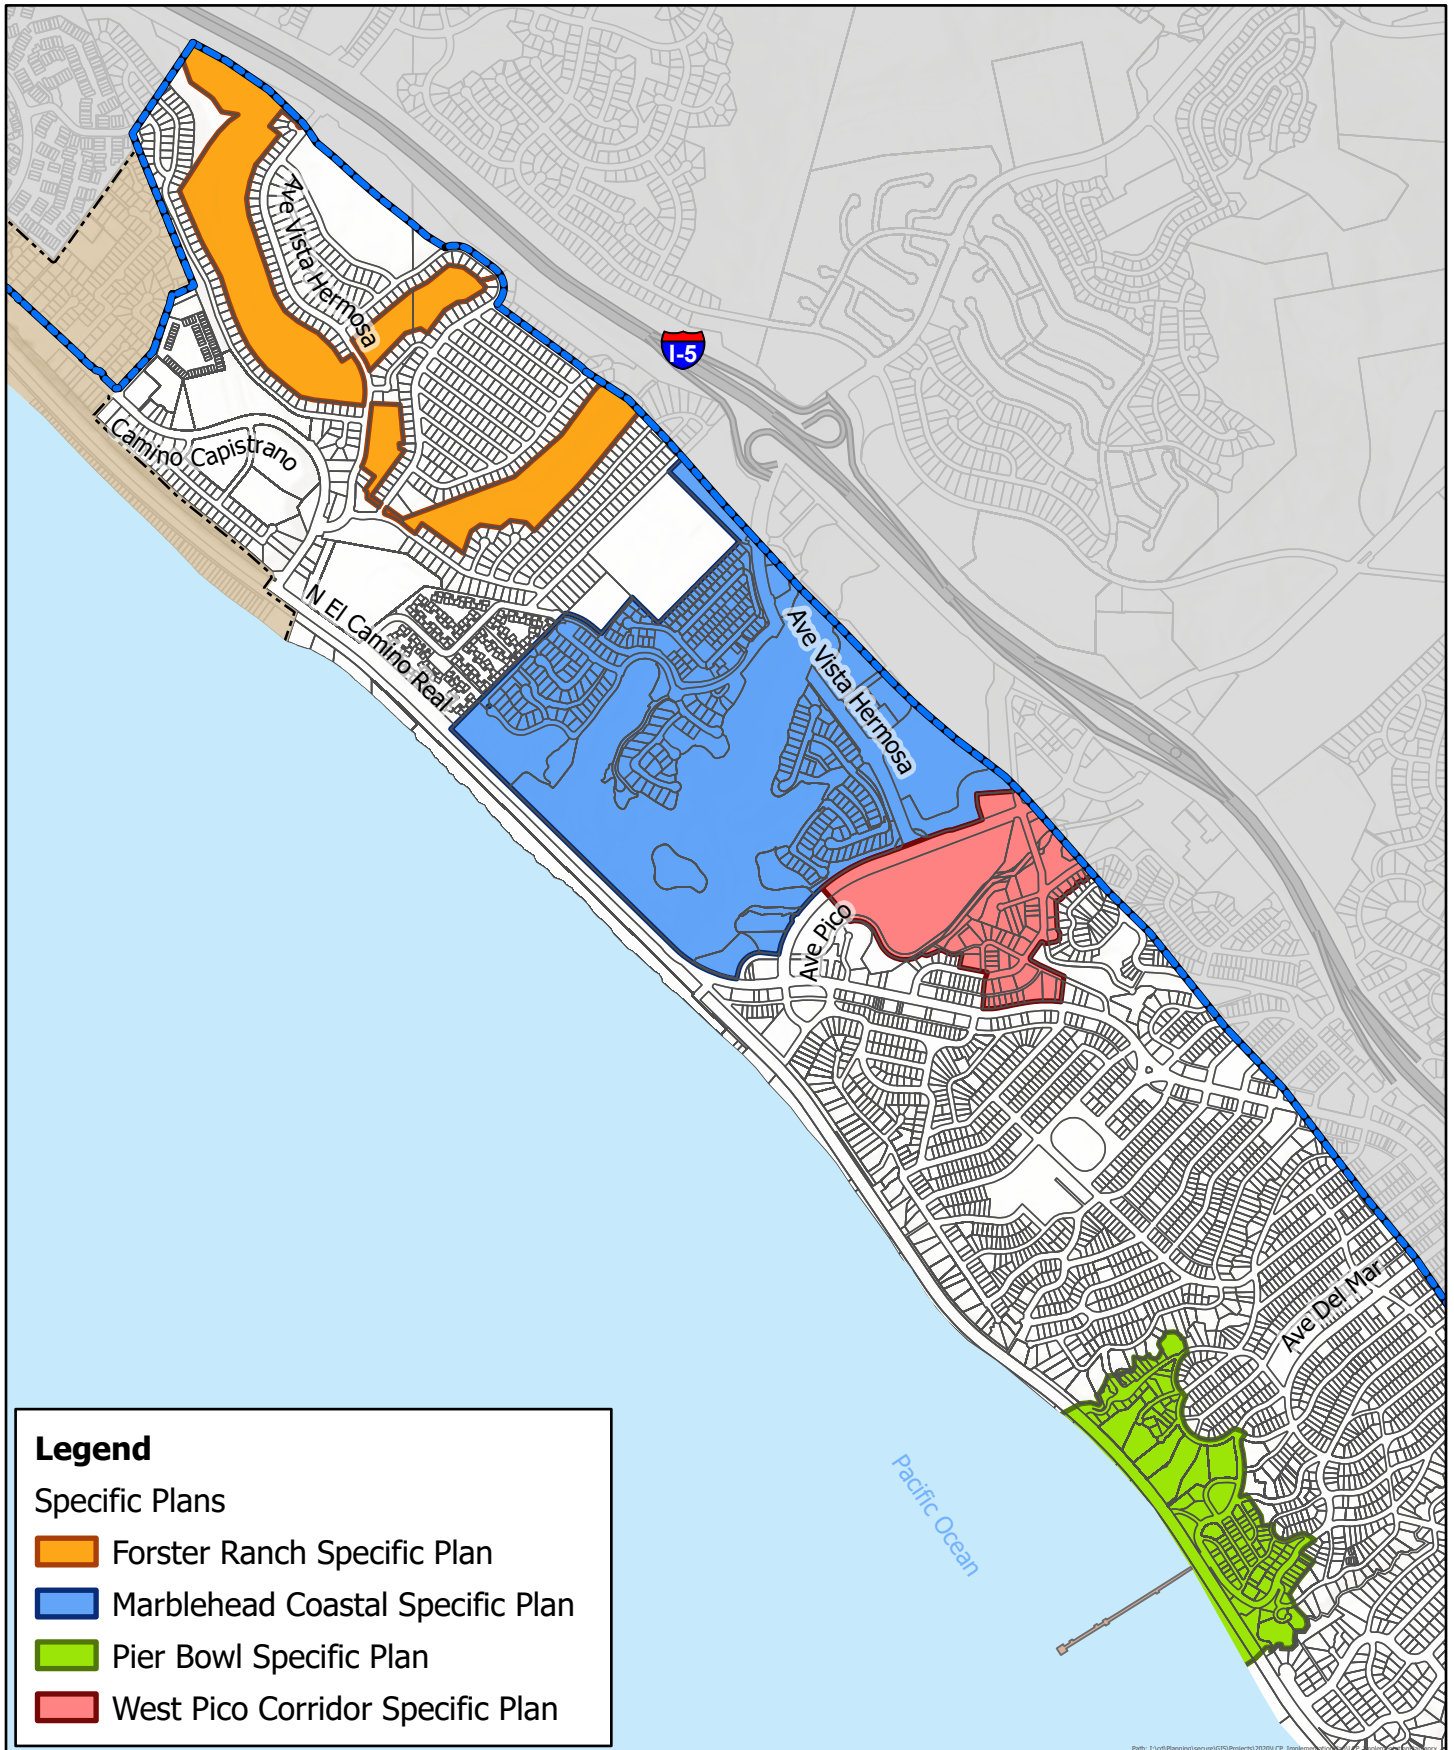 Ave Vista Hermosa
I-5
Camino Capistrano
N El Camino Real
Ave Vista Hermosa
Ave Pico
Ave Del Mar
Pacific Ocean
Legend
Specific Plans
Forster Ranch Specific Plan
Marblehead Coastal Specific Plan
Pier Bowl Specific Plan
West Pico Corridor Specific Plan